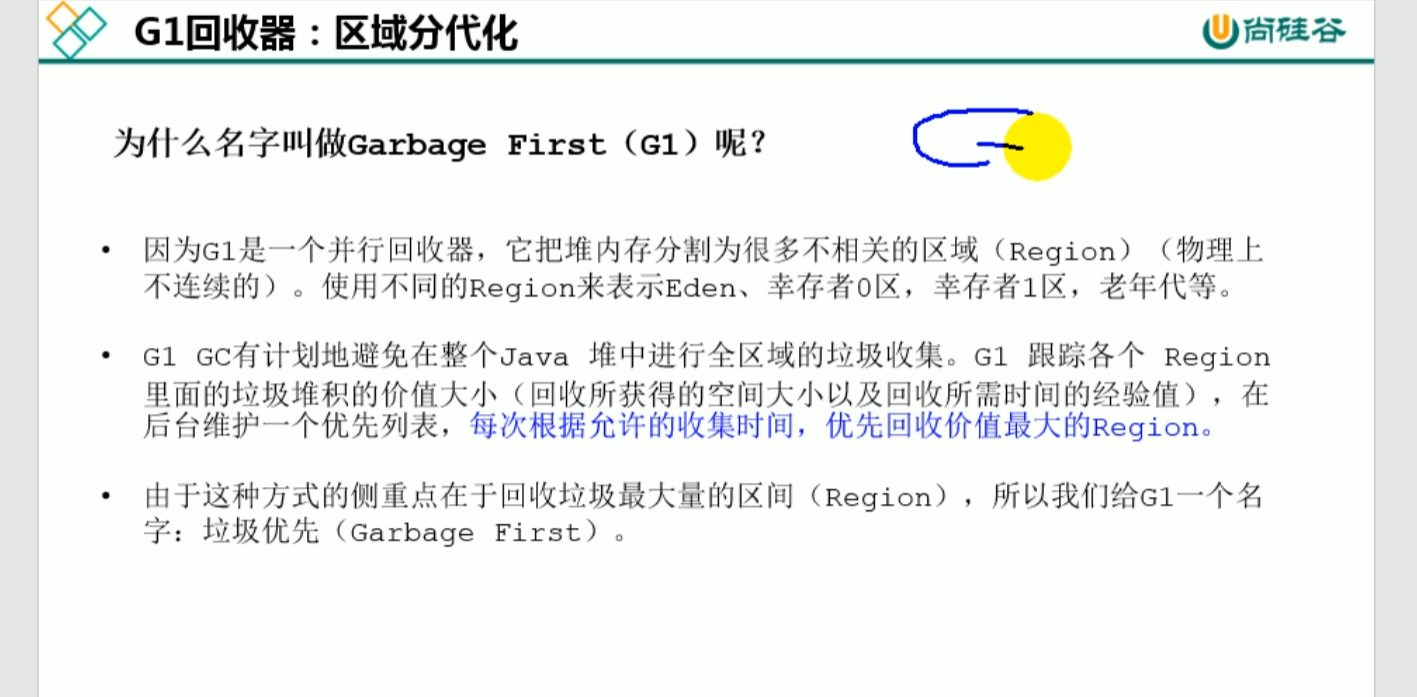 G1回收器：区域分代化
尚硅谷
为什么名字叫做Garbage First（G1）呢？
• 因为G1是一个并行回收器，它把堆内存分割为很多不相关的区域（Region）（物理上
不连续的）。使用不同的Region来表示Eden、幸存者0区，幸存者1区，老年代等。
• G1 GC有计划地避免在整个Java 堆中进行全区域的垃圾收集。G1 跟踪各个 Region
里面的垃圾堆积的价值大小（回收所获得的空间大小以及回收所需时间的经验值），在
后台维护一个优先列表，每次根据允许的收集时间，优先回收价值最大的Region。
• 由于这种方式的侧重点在于回收垃圾最大量的区间（Region），所以我们给G1一个名
字：垃圾优先（Garbage First）。